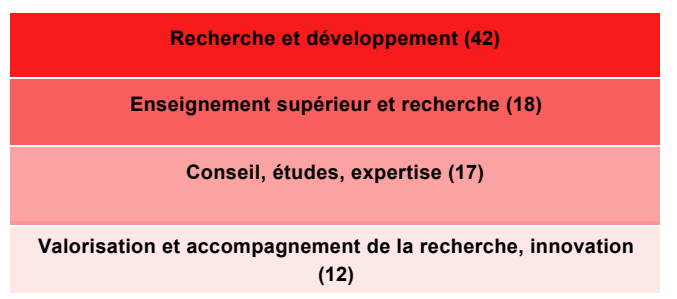 Recherche et développement (42)
Enseignement supérieur et recherche (18)
Conseil, études, expertise (17)
Valorisation et accompagnement de la recherche, innovation
(12)